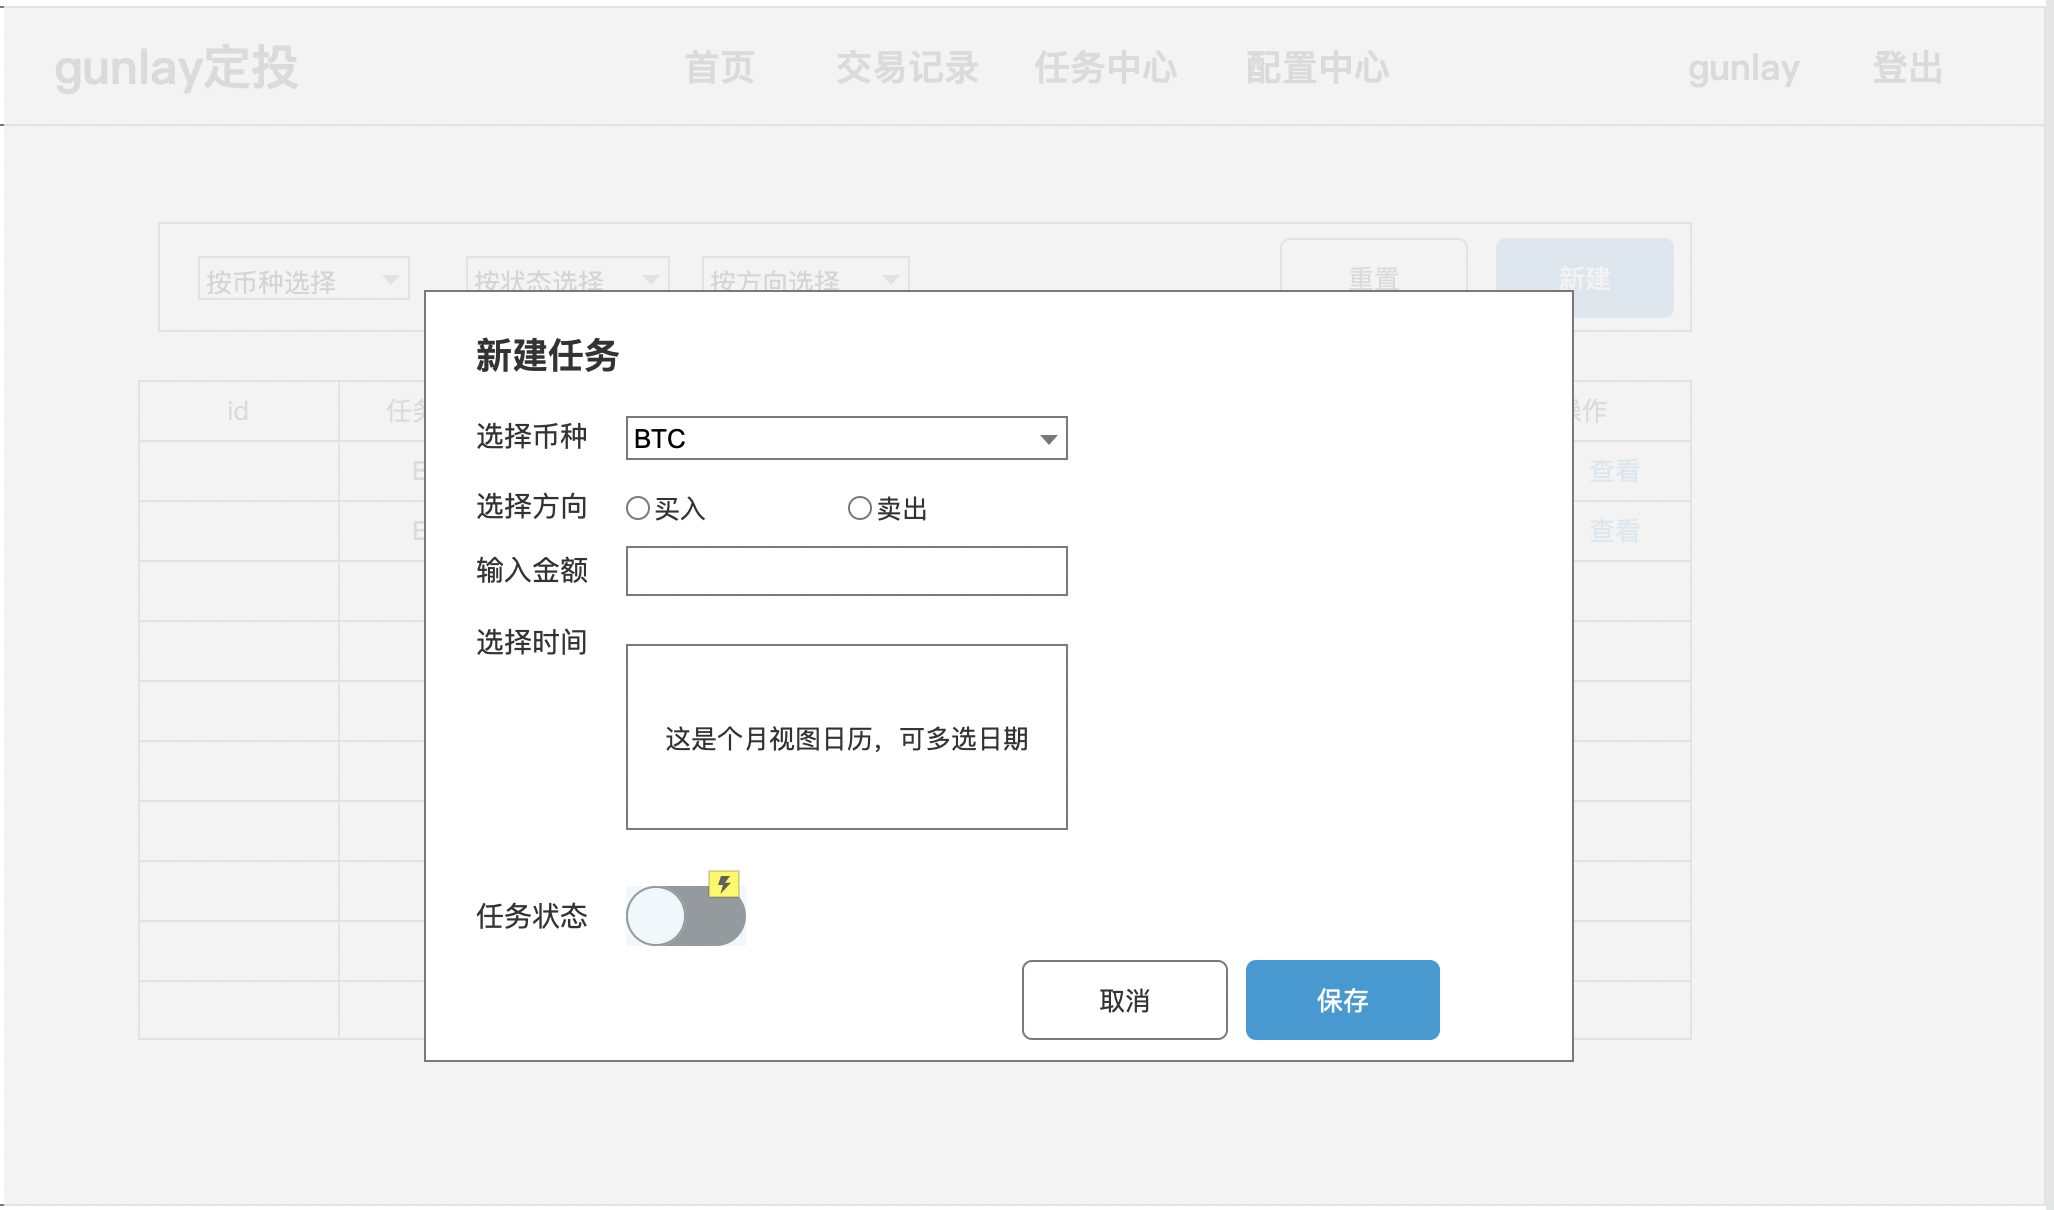 gunlay定投 首页 交易记录 任务中心 配置中心 gunlay 登出
按币种选择 按状态选择 按方向选择 重置 新建
新建任务
id
选择币种 BTC
查看
选择方向 买入 卖出
查看
输入金额
选择时间
这是个月视图日历，可多选日期
任务状态
取消 保存